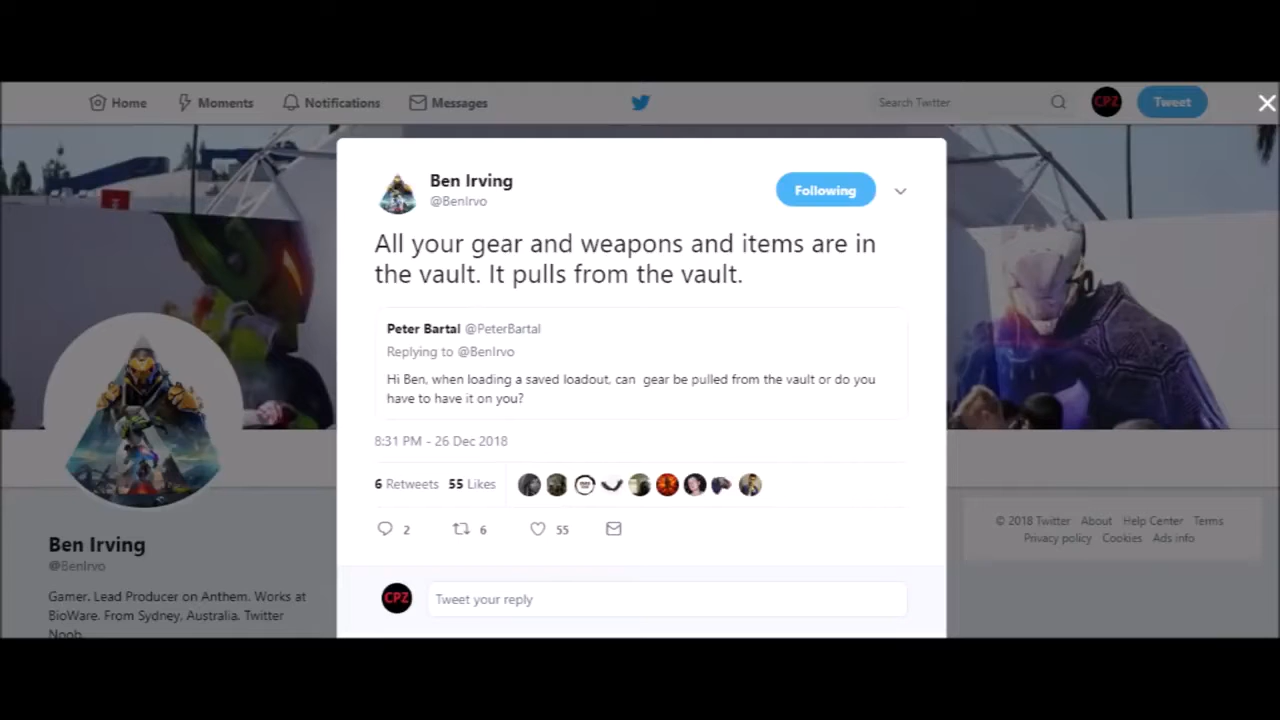 Home Moments Notifications Messages Search Twitter CPZ Tweet
Ben Irving
@BenIrvo
Following
All your gear and weapons and items are in
the vault. It pulls from the vault.
Peter Bartal @PeterBartal
Replying to @BenIrvo
Hi Ben, when loading a saved loadout, can gear be pulled from the vault or do you
have to have it on you?
8:31 PM - 26 Dec 2018
6 Retweets 55 Likes
2 6 55
CPZ Tweet your reply
Ben Irving
@BenIrvo
Gamer. Lead Producer on Anthem. Works at
BioWare. From Sydney, Australia. Twitter
Noob.
© 2018 Twitter About Help Center Terms
Privacy policy Cookies Ads info